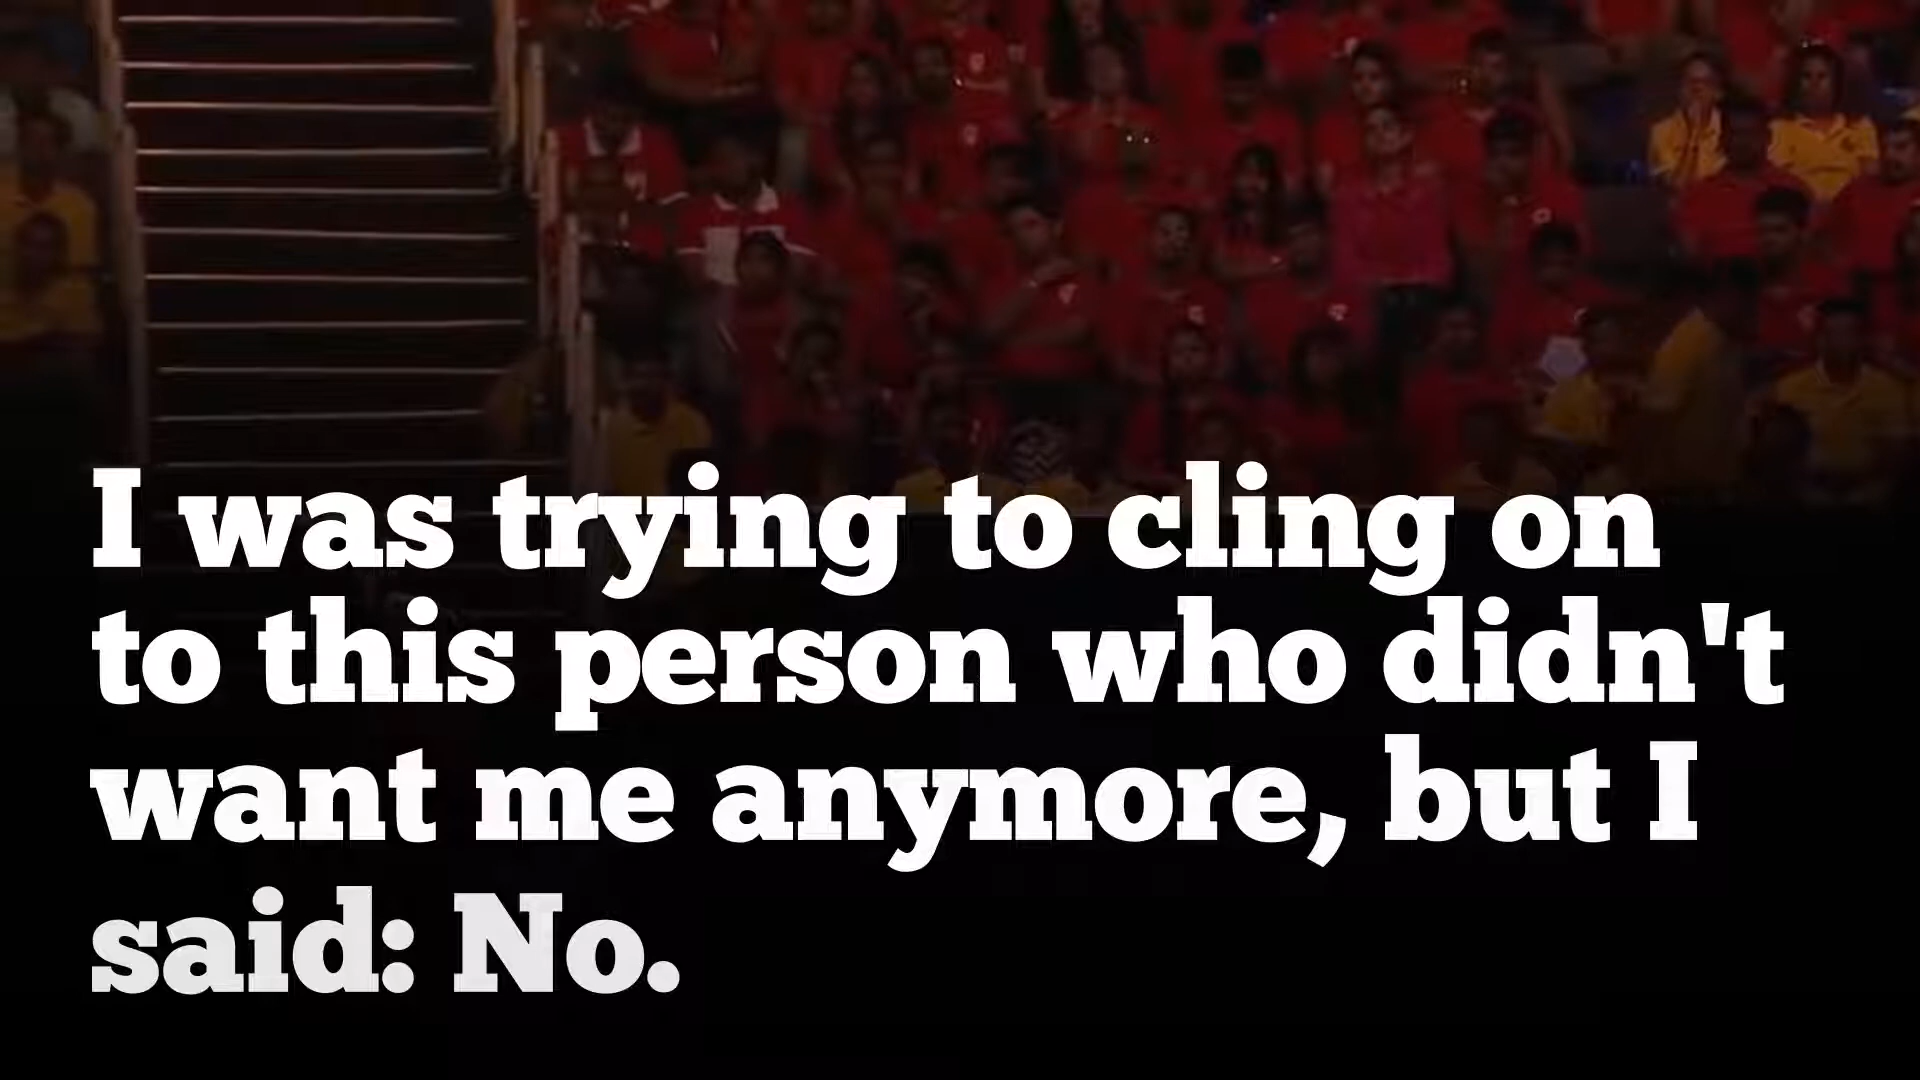 I was trying to cling on
to this person who didn't
want me anymore, but I
said: No.